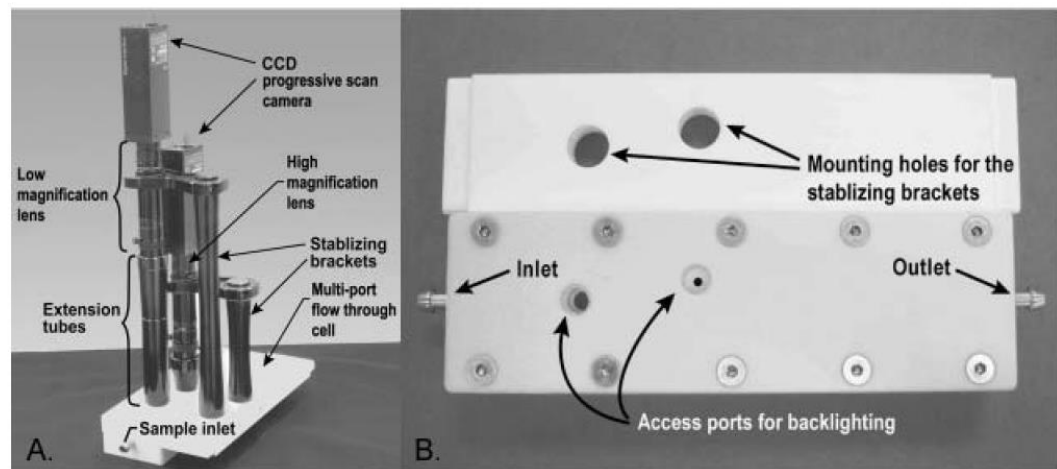 CCD
progressive scan
camera
Low
magnification
lens
High
magnification
lens
Stablizing
brackets
Extension
tubes
Multi-port
flow through
cell
Sample inlet
A.
Mounting holes for the
stablizing brackets
Inlet
Outlet
Access ports for backlighting
B.